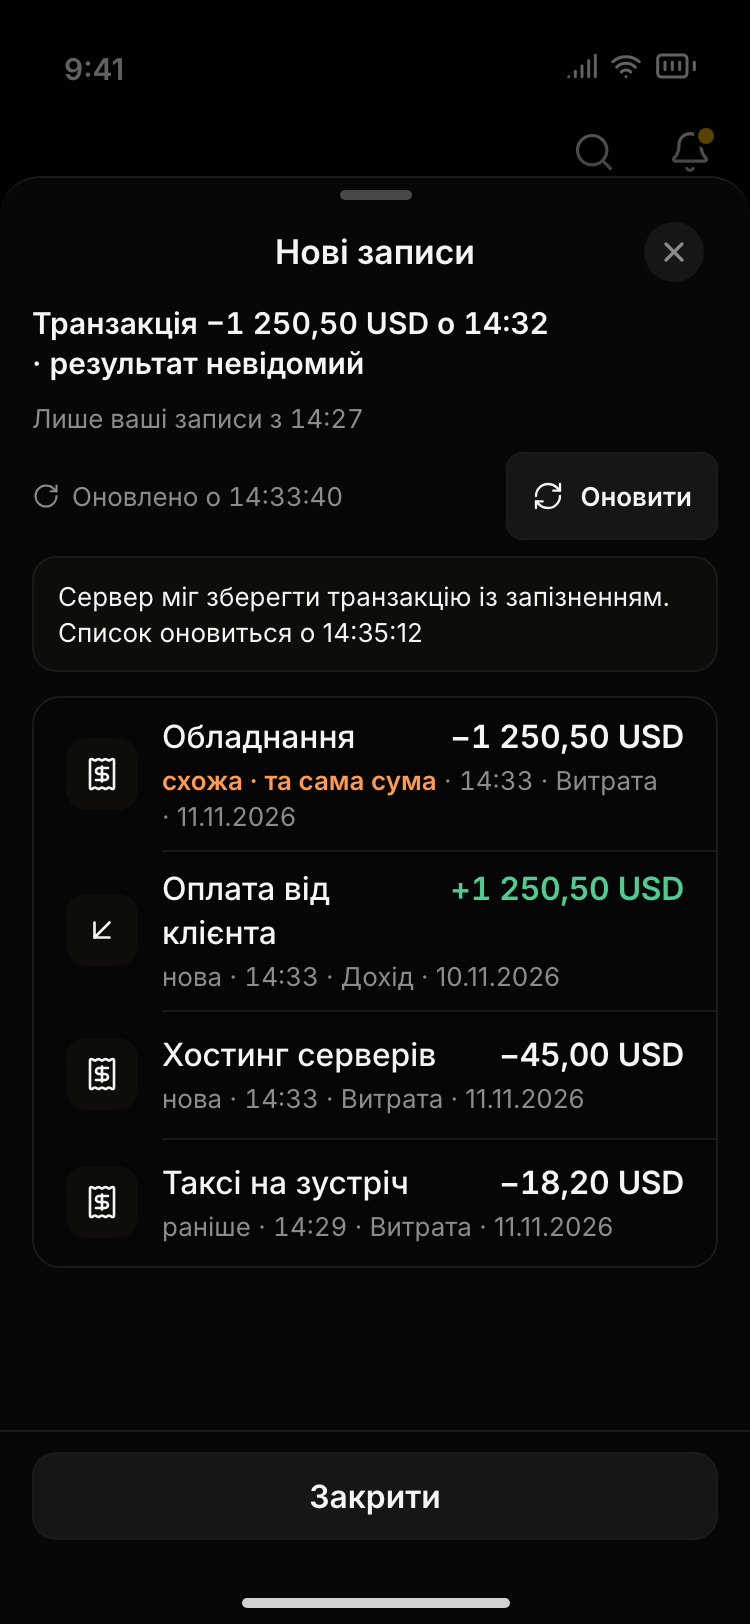 9:41
Нові записи
Транзакція −1 250,50 USD о 14:32
· результат невідомий
Лише ваші записи з 14:27
Оновлено о 14:33:40
Оновити
Сервер міг зберегти транзакцію із запізненням.
Список оновиться о 14:35:12
Обладнання −1 250,50 USD
схожа · та сама сума · 14:33 · Витрата
· 11.11.2026
Оплата від +1 250,50 USD
клієнта
нова · 14:33 · Дохід · 10.11.2026
Хостинг серверів −45,00 USD
нова · 14:33 · Витрата · 11.11.2026
Таксі на зустріч −18,20 USD
раніше · 14:29 · Витрата · 11.11.2026
Закрити